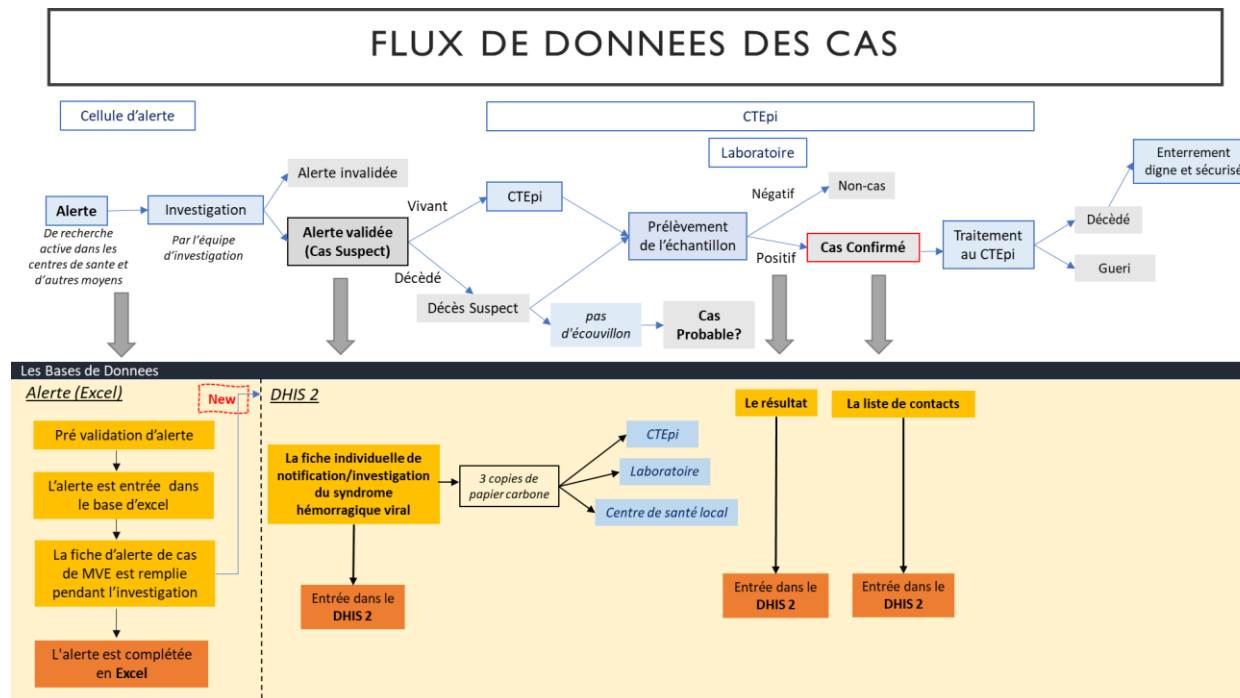 FLUX DE DONNEES DES CAS
Cellule d'alerte
CTEpi
Laboratoire
Enterrement
digne et sécurisé
Alerte invalidée
Négatif
Non-cas
Vivant
CTEpi
Alerte
Investigation
De recherche
active dans les
centres de sante et
d'autres moyens
Par l'équipe
d'investigation
Alerte validée
(Cas Suspect)
Prélèvement
de l'échantillon
Positif
Cas Confirmé
Traitement
au CTEpi
Décèdé
Gueri
Décèdé
Décès Suspect
pas
d'écouvillon
Cas
Probable?
Les Bases de Donnees
Alerte (Excel)
New
DHIS 2
Pré validation d'alerte
L'alerte est entrée dans
le base d'excel
La fiche d'alerte de cas
de MVE est remplie
pendant l'investigation
L'alerte est complétée
en Excel
La fiche individuelle de
notification/investigation
du syndrome
hémorragique viral
3 copies de
papier carbone
CTEpi
Laboratoire
Centre de santé local
Entrée dans le
DHIS 2
Le résultat
Entrée dans le
DHIS 2
La liste de contacts
Entrée dans le
DHIS 2